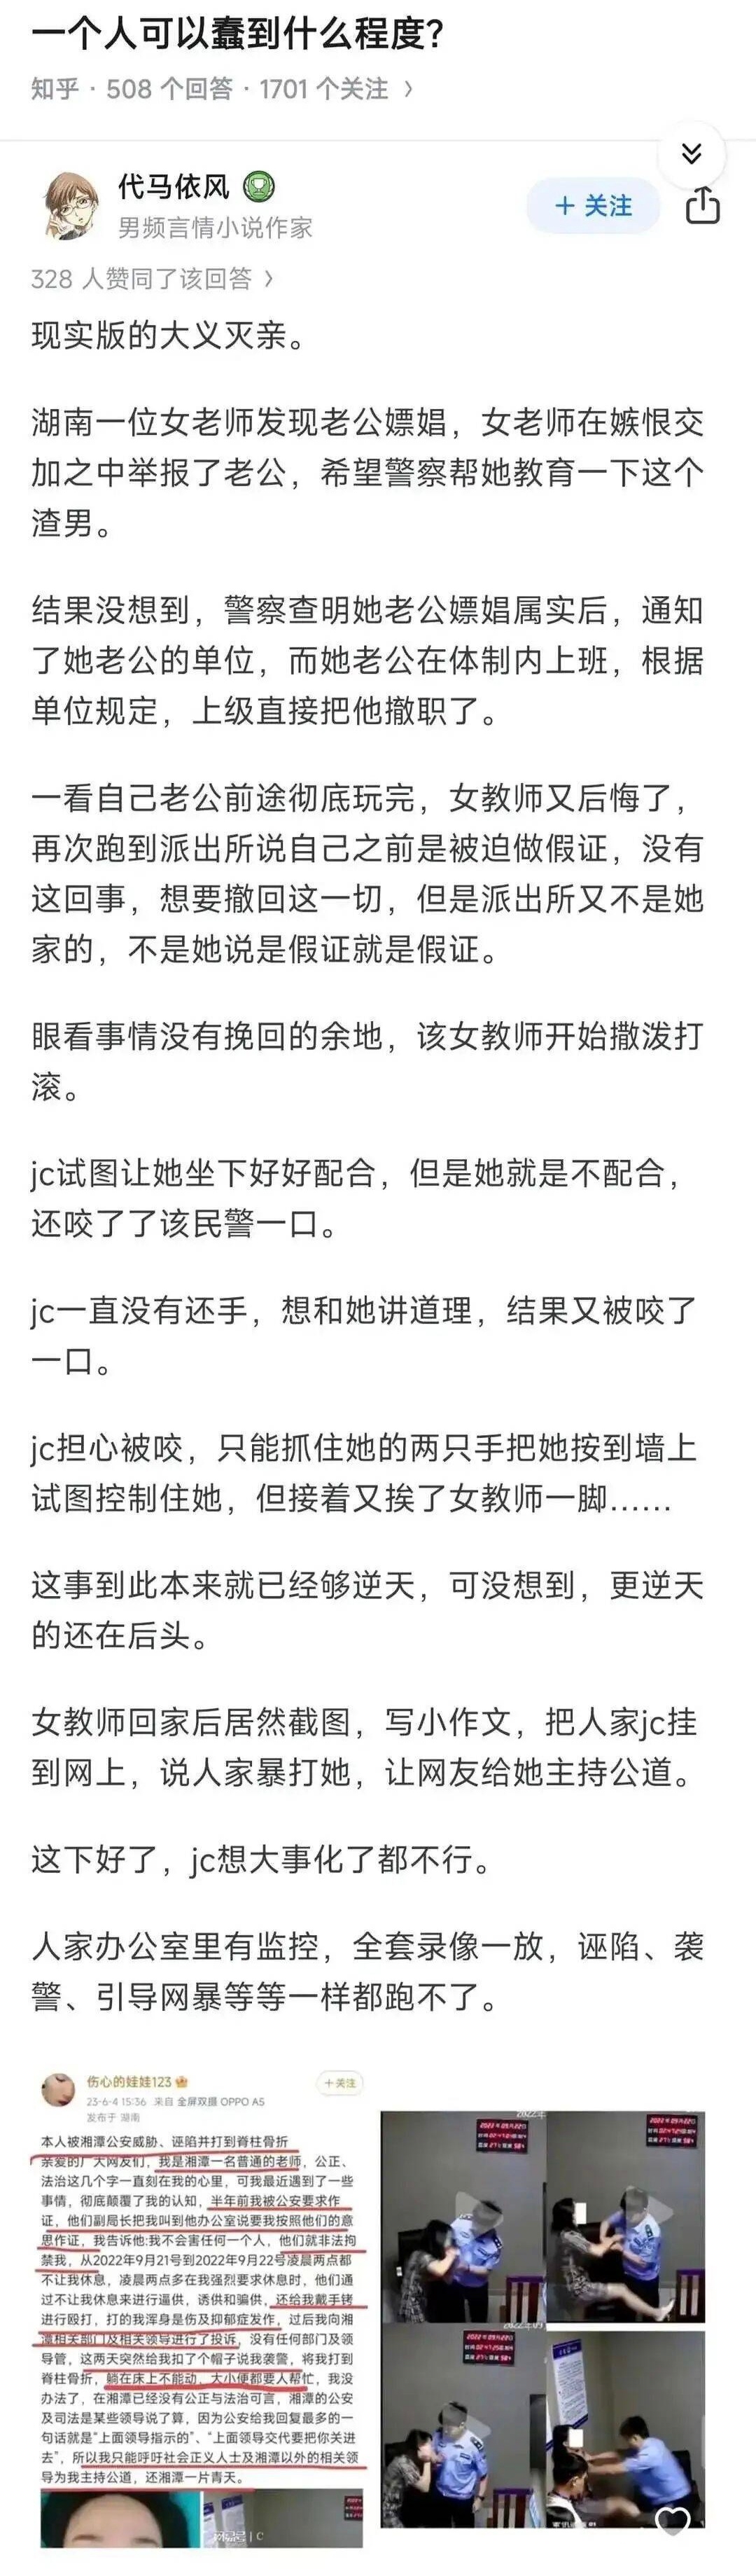 一个人可以蠢到什么程度?
知乎 · 508 个回答 · 1701 个关注 >
代马依风
+ 关注
男频言情小说作家
328 人赞同了该回答 >
现实版的大义灭亲。
湖南一位女老师发现老公嫖娼，女老师在嫉恨交
加之中举报了老公，希望警察帮她教育一下这个
渣男。
结果没想到，警察查明她老公嫖娼属实后，通知
了她老公的单位，而她老公在体制内上班，根据
单位规定，上级直接把他撤职了。
一看自己老公前途彻底玩完，女教师又后悔了，
再次跑到派出所说自己之前是被迫做假证，没有
这回事，想要撤回这一切，但是派出所又不是她
家的，不是她说是假证就是假证。
眼看事情没有挽回的余地，该女教师开始撒泼打
滚。
jc试图让她坐下好好配合，但是她就是不配合，
还咬了了该民警一口。
jc一直没有还手，想和她讲道理，结果又被咬了
一口。
jc担心被咬，只能抓住她的两只手把她按到墙上
试图控制住她，但接着又挨了女教师一脚……
这事到此本来就已经够逆天，可没想到，更逆天
的还在后头。
女教师回家后居然截图，写小作文，把人家jc挂
到网上，说人家暴打她，让网友给她主持公道。
这下好了，jc想大事化了都不行。
人家办公室里有监控，全套录像一放，诬陷、袭
警、引导网暴等等一样都跑不了。
伤心的娃娃123
+关注
23-6-4 15:36 来自 全屏双摄 OPPO A5
发布于 湖南
本人被湘潭公安威胁、诬陷并打到脊柱骨折
亲爱的广大网友们，我是湘潭一名普通的老师，公正、
法治这几个字一直刻在我的心里，可我最近遇到了一些
事情，彻底颠覆了我的认知，半年前我被公安要求作
证，他们副局长把我叫到他办公室说要我按照他们的意
思作证，我告诉他:我不会害任何一个人，他们就非法拘
禁我，从2022年9月21号到2022年9月22号凌晨两点都
不让我休息，凌晨两点多在我强烈要求休息时，他们通
过不让我休息来进行逼供，诱供和骗供，还给我戴手铐
进行殴打，打的我浑身是伤及抑郁症发作，过后我向湘
潭相关部门及相关领导进行了投诉，没有任何部门及领
导管，这两天突然给我扣了个帽子说我袭警，将我打到
脊柱骨折，躺在床上不能动，大小便都要人帮忙，我没
办法了，在湘潭已经没有公正与法治可言，湘潭的公安
及司法是某些领导说了算，因为公安给我回复最多的一
句话就是"上面领导指示的"、"上面领导交代要把你关进
去"，所以我只能呼吁社会正义人士及湘潭以外的相关领
导为我主持公道，还湘潭一片青天。